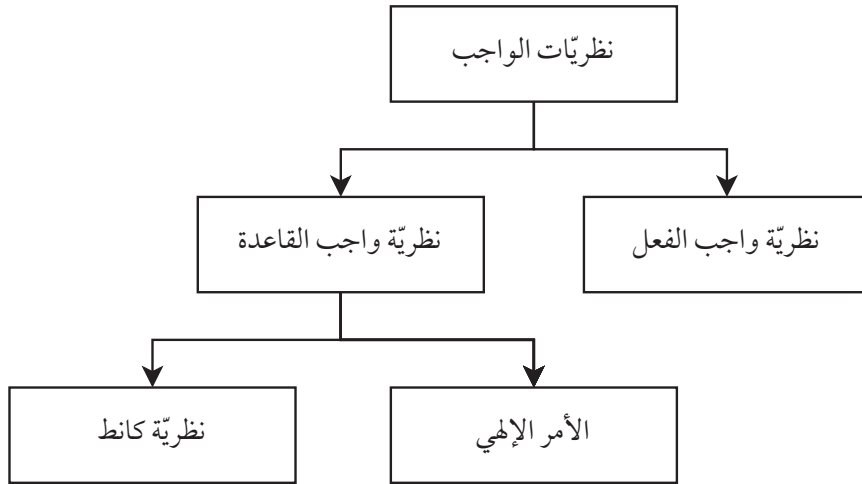 نظريّات الواجب
نظريّة واجب الفعل
نظريّة واجب القاعدة
الأمر الإلهي
نظريّة كانط